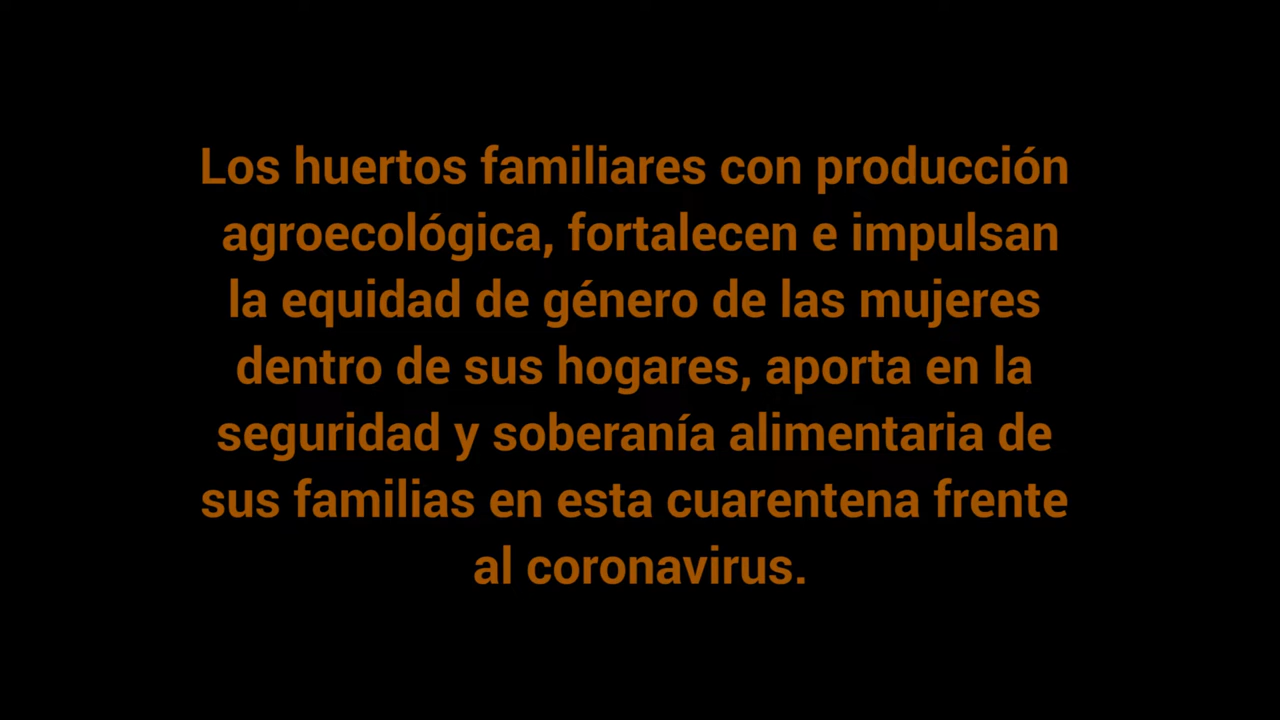 Los huertos familiares con producción
agroecológica, fortalecen e impulsan
la equidad de género de las mujeres
dentro de sus hogares, aporta en la
seguridad y soberanía alimentaria de
sus familias en esta cuarentena frente
al coronavirus.